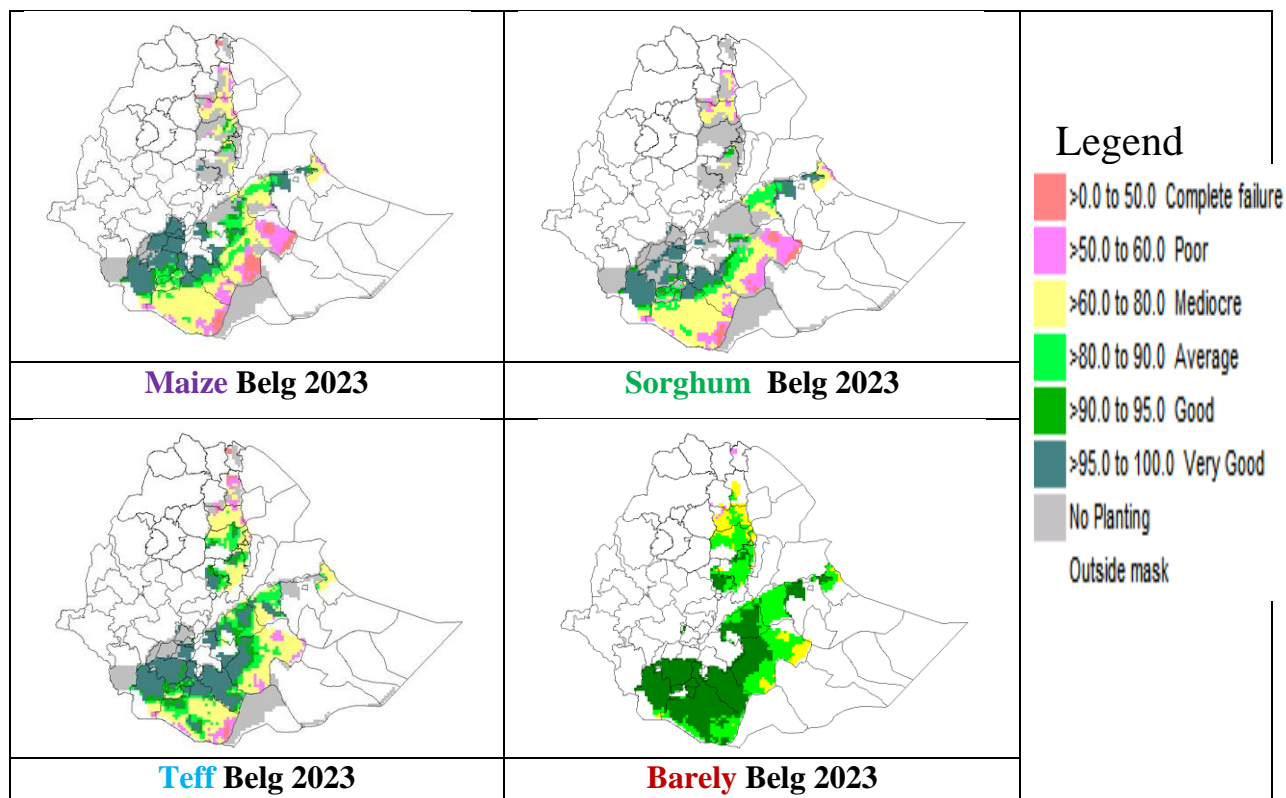 Maize Belg 2023
Sorghum Belg 2023
Teff Belg 2023
Barely Belg 2023
Legend
>0.0 to 50.0 Complete failure
>50.0 to 60.0 Poor
>60.0 to 80.0 Mediocre
>80.0 to 90.0 Average
>90.0 to 95.0 Good
>95.0 to 100.0 Very Good
No Planting
Outside mask